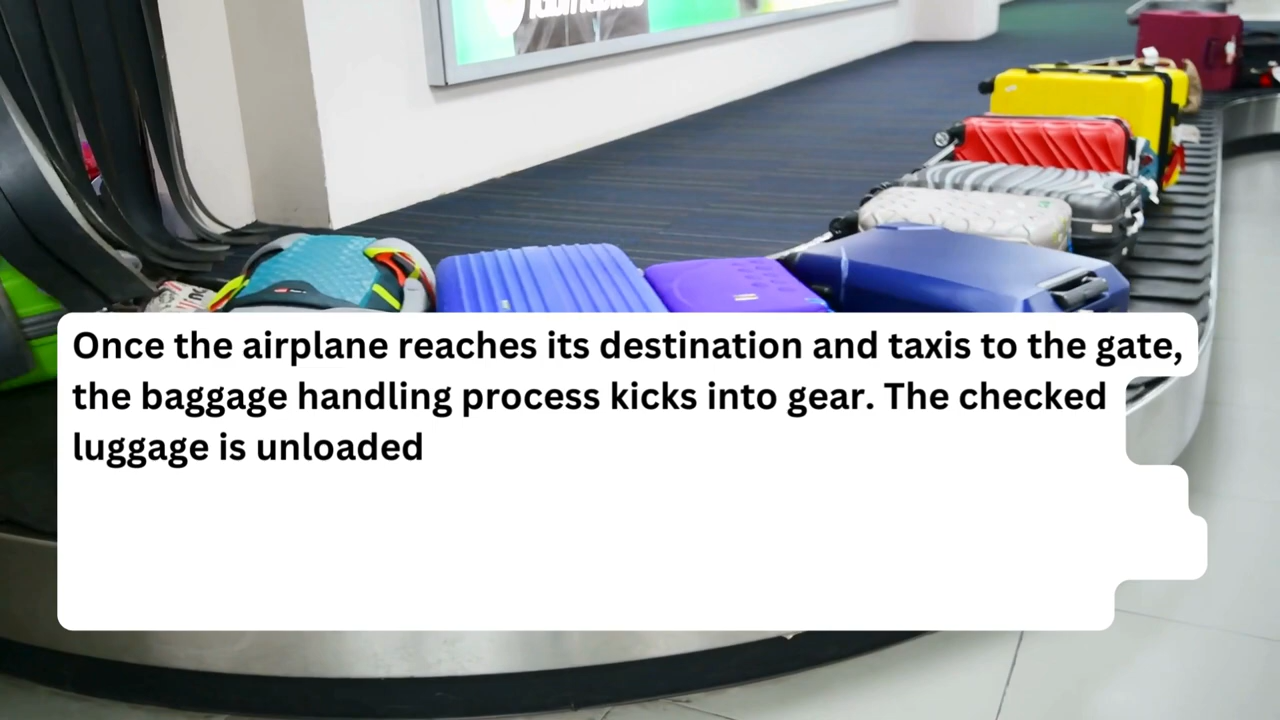 Once the airplane reaches its destination and taxis to the gate,
the baggage handling process kicks into gear. The checked
luggage is unloaded